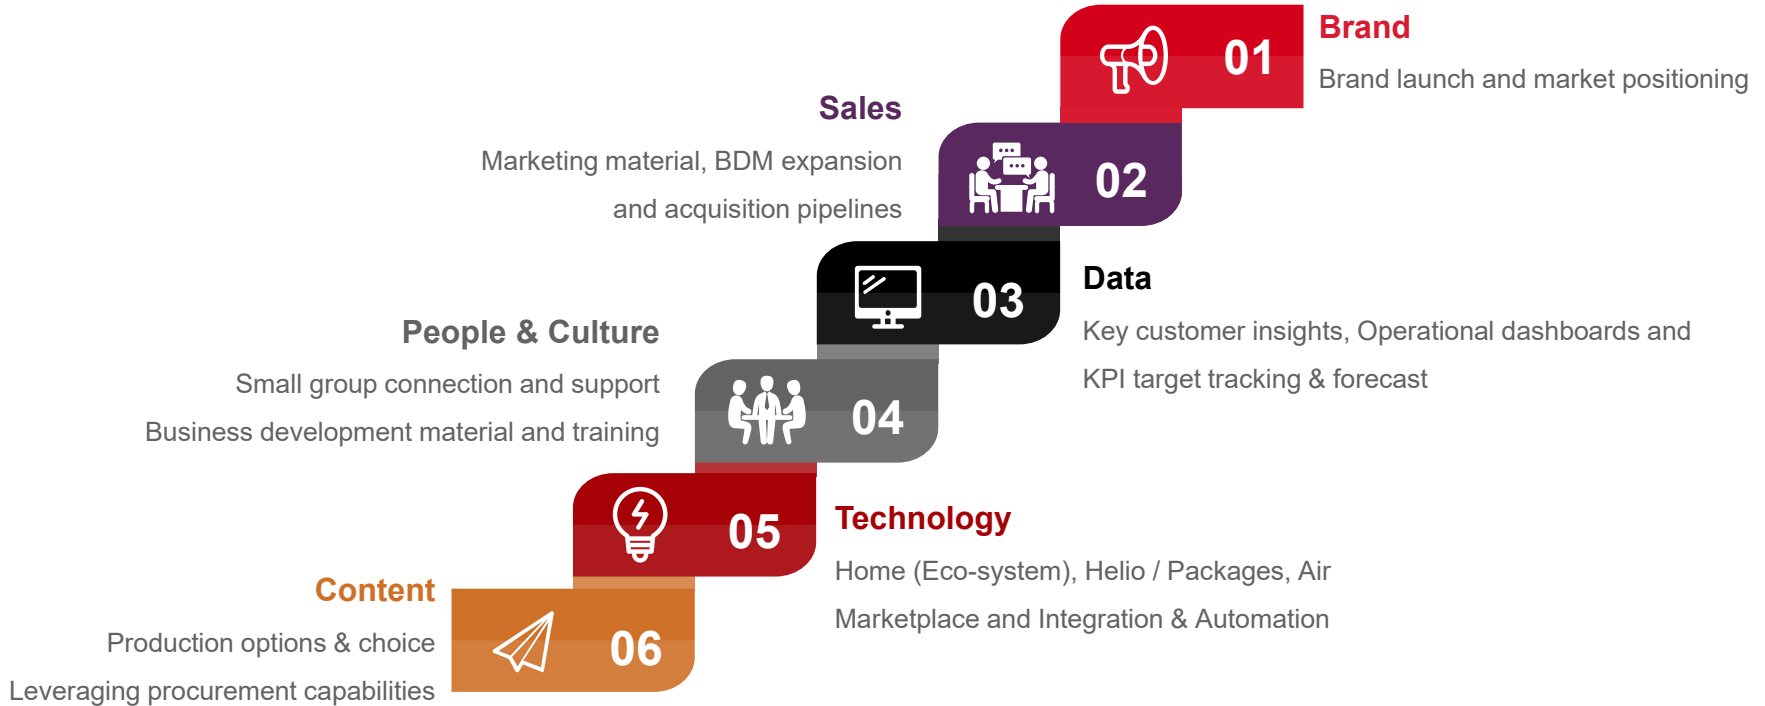 01
Brand
Brand launch and market positioning
Sales
Marketing material, BDM expansion
and acquisition pipelines
02
03
Data
Key customer insights, Operational dashboards and
KPI target tracking & forecast
People & Culture
Small group connection and support
Business development material and training
04
05
Technology
Home (Eco-system), Helio / Packages, Air
Marketplace and Integration & Automation
Content
Production options & choice
Leveraging procurement capabilities
06